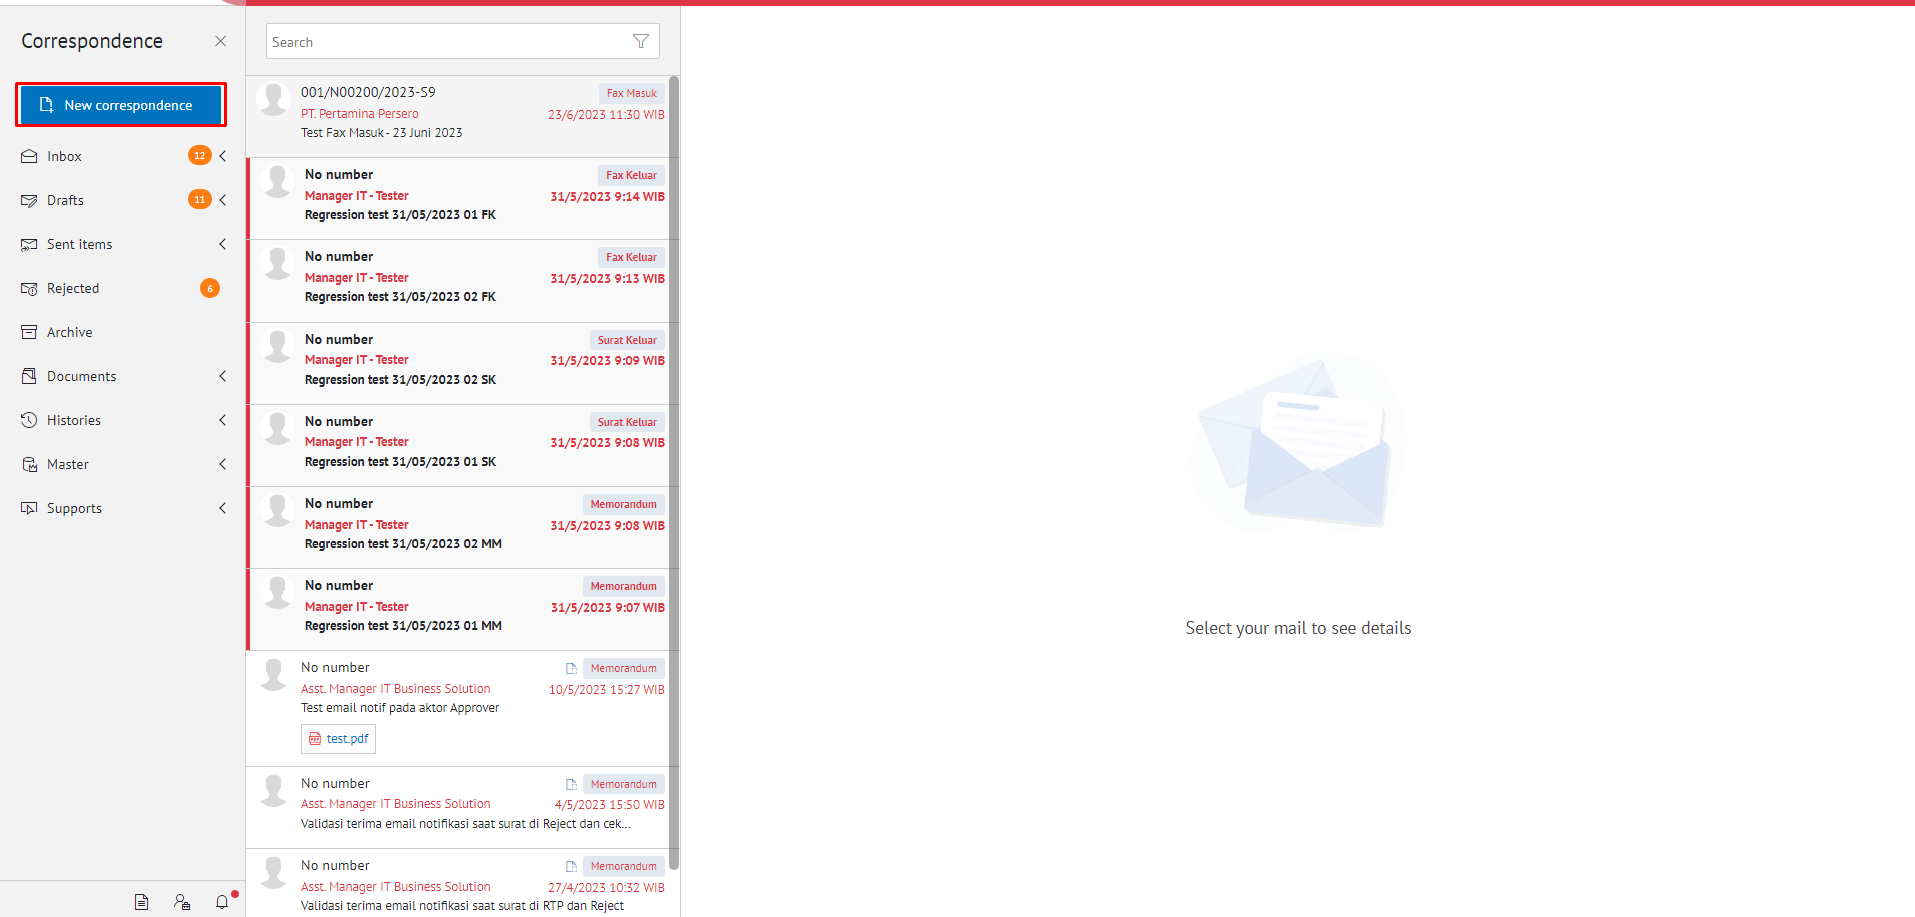 Correspondence
New correspondence
Inbox 12
Drafts 11
Sent items
Rejected 6
Archive
Documents
Histories
Master
Supports
Search
001/N00200/2023-S9 Fax Masuk
PT. Pertamina Persero 23/6/2023 11:30 WIB
Test Fax Masuk - 23 Juni 2023
No number Fax Keluar
Manager IT - Tester 31/5/2023 9:14 WIB
Regression test 31/05/2023 01 FK
No number Fax Keluar
Manager IT - Tester 31/5/2023 9:13 WIB
Regression test 31/05/2023 02 FK
No number Surat Keluar
Manager IT - Tester 31/5/2023 9:09 WIB
Regression test 31/05/2023 02 SK
No number Surat Keluar
Manager IT - Tester 31/5/2023 9:08 WIB
Regression test 31/05/2023 01 SK
No number Memorandum
Manager IT - Tester 31/5/2023 9:08 WIB
Regression test 31/05/2023 02 MM
No number Memorandum
Manager IT - Tester 31/5/2023 9:07 WIB
Regression test 31/05/2023 01 MM
No number Memorandum
Asst. Manager IT Business Solution 10/5/2023 15:27 WIB
Test email notif pada aktor Approver
PDF test.pdf
No number Memorandum
Asst. Manager IT Business Solution 4/5/2023 15:50 WIB
Validasi terima email notifikasi saat surat di Reject dan cek...
No number Memorandum
Asst. Manager IT Business Solution 27/4/2023 10:32 WIB
Validasi terima email notifikasi saat surat di RTP dan Reject
Select your mail to see details